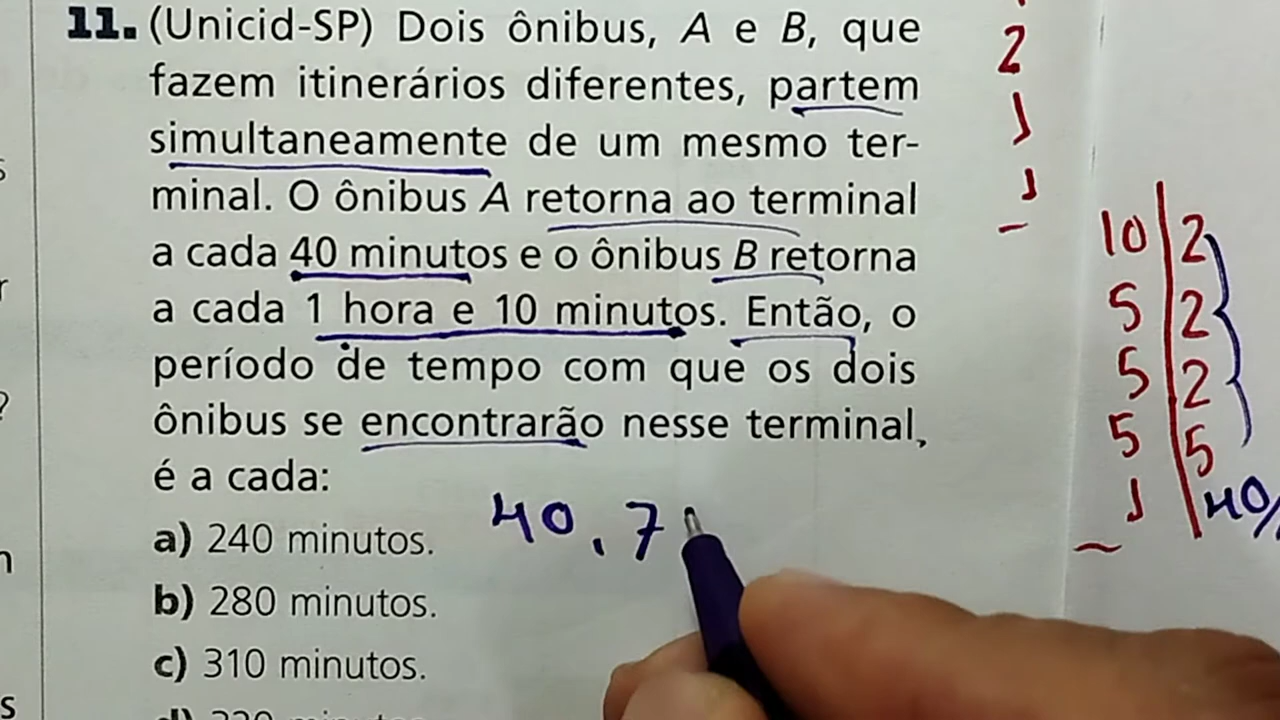 11. (Unicid-SP) Dois ônibus, A e B, que
fazem itinerários diferentes, partem
simultaneamente de um mesmo ter-
minal. O ônibus A retorna ao terminal
a cada 40 minutos e o ônibus B retorna
a cada 1 hora e 10 minutos. Então, o
período de tempo com que os dois
ônibus se encontrarão nesse terminal,
é a cada:
a) 240 minutos.
b) 280 minutos.
c) 310 minutos.
40, 7
2
1
1
10 2
5 2
5 2
5 5
1 40